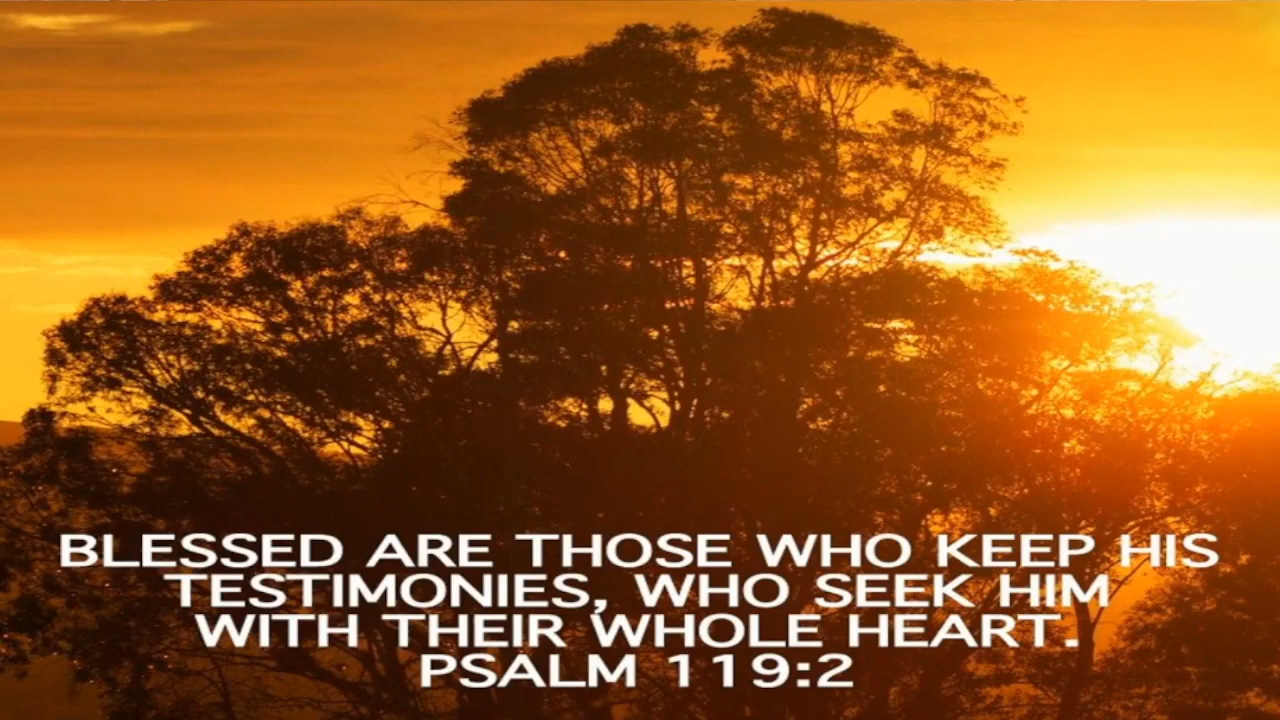 BLESSED ARE THOSE WHO KEEP HIS
TESTIMONIES, WHO SEEK HIM
WITH THEIR WHOLE HEART.
PSALM 119:2